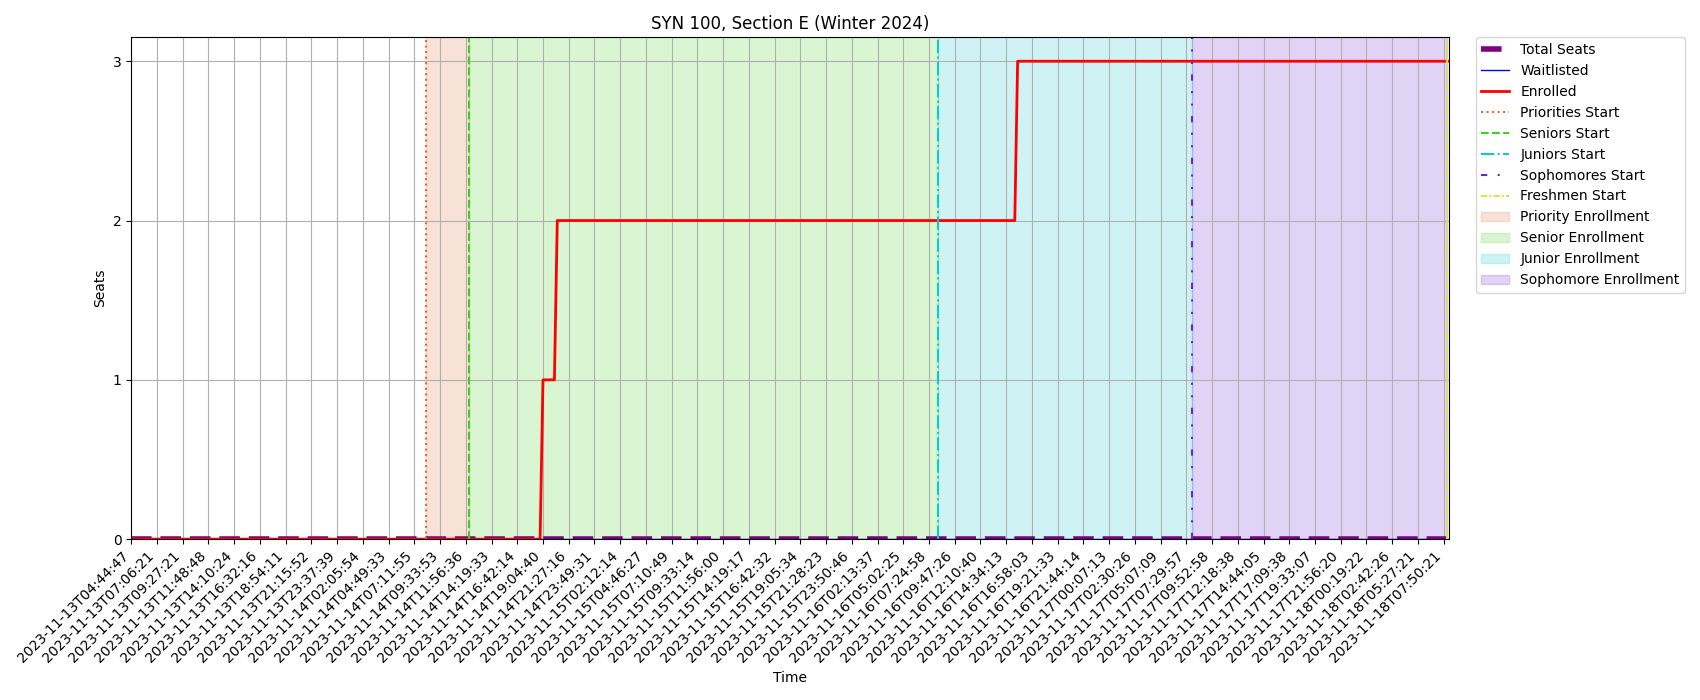 SYN 100, Section E (Winter 2024)
Seats
3
2
1
0
2023-11-13T04:44:47
2023-11-13T07:06:21
2023-11-13T09:27:21
2023-11-13T11:48:48
2023-11-13T14:10:24
2023-11-13T16:32:16
2023-11-13T18:54:11
2023-11-13T21:15:52
2023-11-13T23:37:39
2023-11-14T02:05:54
2023-11-14T04:49:33
2023-11-14T07:11:55
2023-11-14T09:33:53
2023-11-14T11:56:36
2023-11-14T14:19:33
2023-11-14T16:42:14
2023-11-14T19:04:40
2023-11-14T21:27:16
2023-11-14T23:49:31
2023-11-15T02:12:14
2023-11-15T04:46:27
2023-11-15T07:10:49
2023-11-15T09:33:14
2023-11-15T11:56:00
2023-11-15T14:19:17
2023-11-15T16:42:32
2023-11-15T19:05:34
2023-11-15T21:28:23
2023-11-15T23:50:46
2023-11-16T02:13:37
2023-11-16T05:02:25
2023-11-16T07:24:58
2023-11-16T09:47:26
2023-11-16T12:10:40
2023-11-16T14:34:13
2023-11-16T16:58:03
2023-11-16T19:21:33
2023-11-16T21:44:14
2023-11-17T00:07:13
2023-11-17T02:30:26
2023-11-17T05:07:09
2023-11-17T07:29:57
2023-11-17T09:52:58
2023-11-17T12:18:38
2023-11-17T14:44:05
2023-11-17T17:09:38
2023-11-17T19:33:07
2023-11-17T21:56:20
2023-11-18T00:19:22
2023-11-18T02:42:26
2023-11-18T05:27:21
2023-11-18T07:50:21
Time
Total Seats
Waitlisted
Enrolled
Priorities Start
Seniors Start
Juniors Start
Sophomores Start
Freshmen Start
Priority Enrollment
Senior Enrollment
Junior Enrollment
Sophomore Enrollment